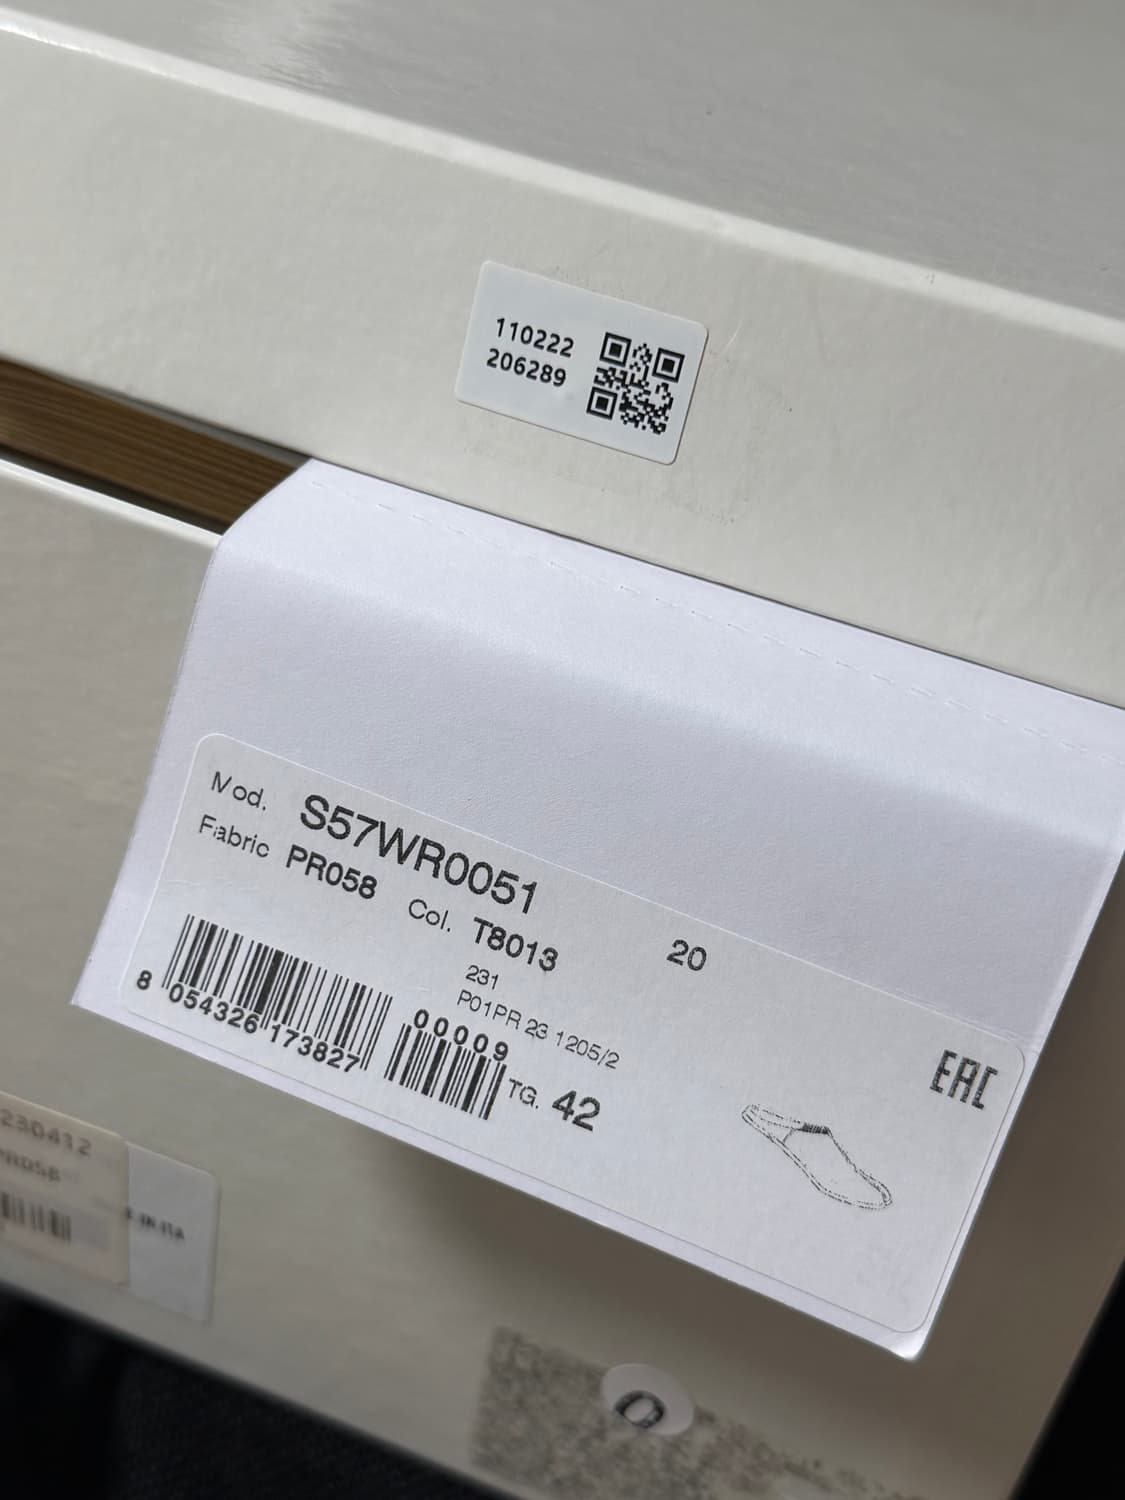 110222
206289
Mod. S57WR0051
Fabric PR058 Col. T8013 20
231
P01PR 23 1205/2
8 054326 173827
00009
TG. 42
EAC
230412
PR058